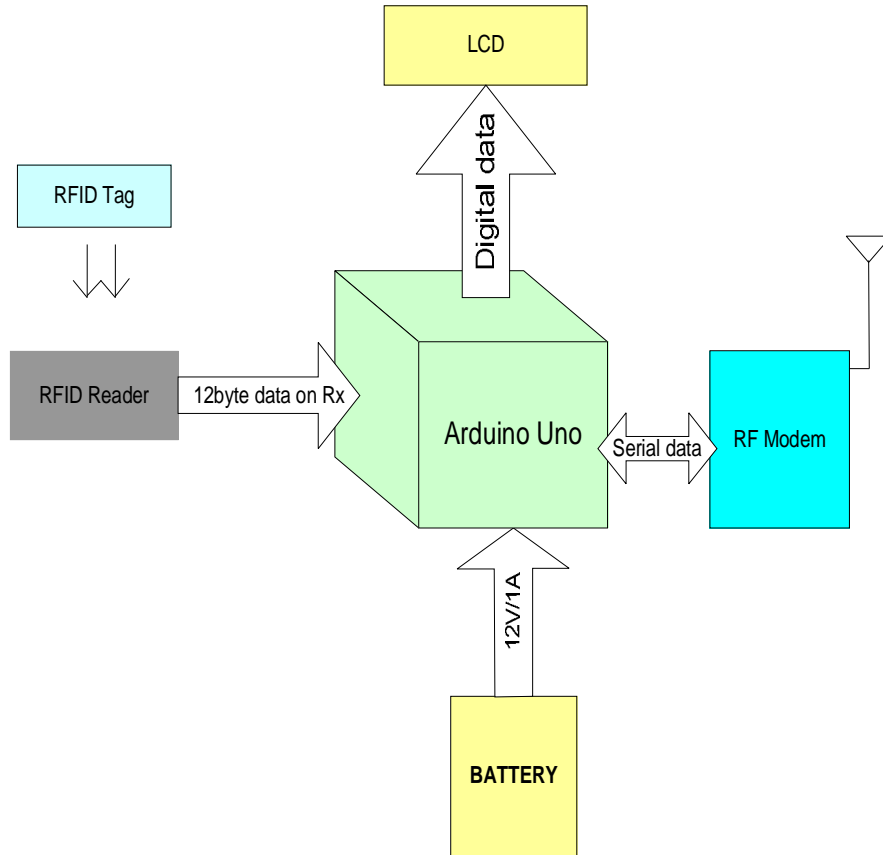 LCD
Digital data
RFID Tag
RFID Reader
12byte data on Rx
Arduino Uno
Serial data
RF Modem
12V/1A
BATTERY